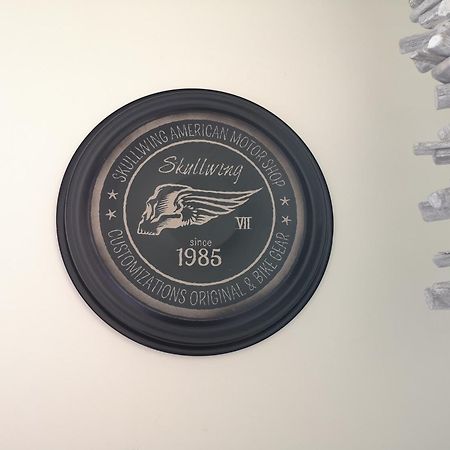 SKULLWING AMERICAN MOTOR SHOP
Skullwing
VII
since
1985
CUSTOMIZATIONS ORIGINAL & BIKE GEAR